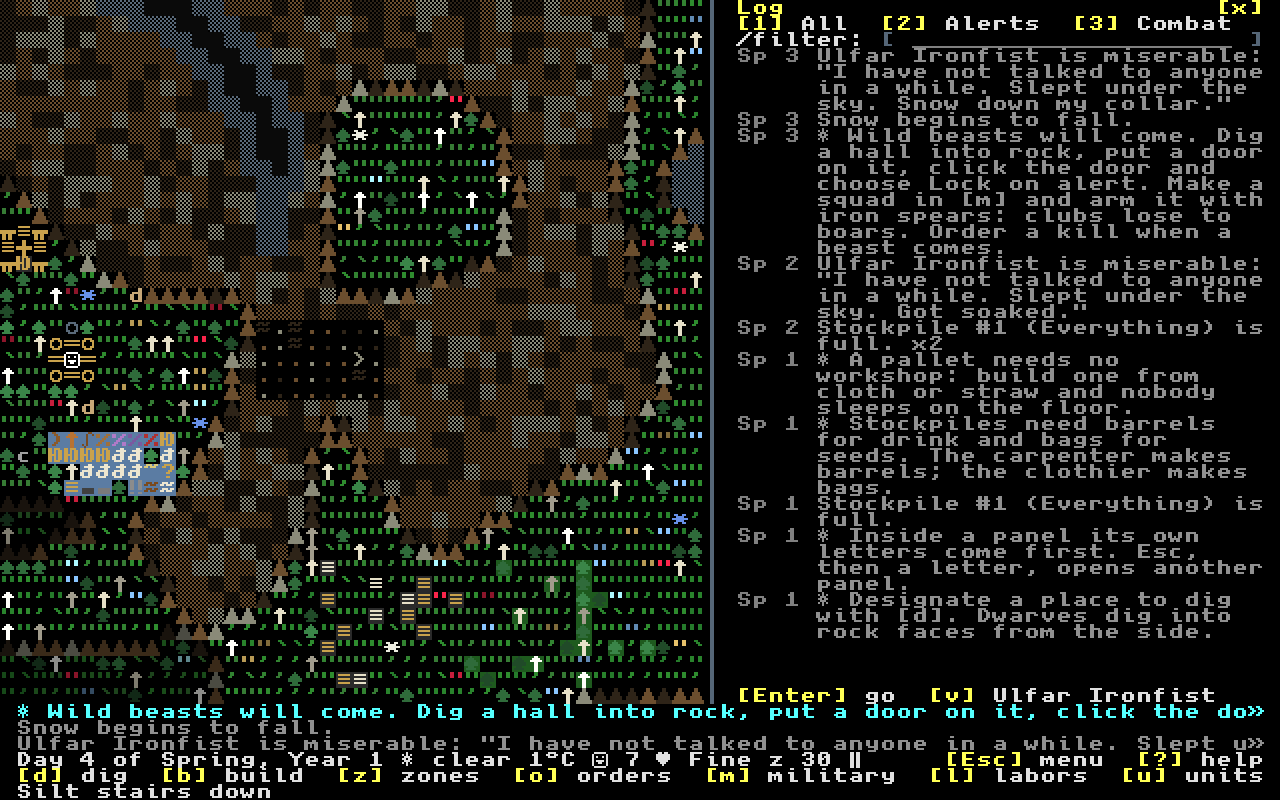 Log [x]
[1] All [2] Alerts [3] Combat
/filter: [ ]
Sp 3 Ulfar Ironfist is miserable:
"I have not talked to anyone
in a while. Slept under the
sky. Snow down my collar."
Sp 3 Snow begins to fall.
Sp 3 * Wild beasts will come. Dig
a hall into rock, put a door
on it, click the door and
choose Lock on alert. Make a
squad in [m] and arm it with
iron spears: clubs lose to
boars. Order a kill when a
beast comes.
Sp 2 Ulfar Ironfist is miserable:
"I have not talked to anyone
in a while. Slept under the
sky. Got soaked."
Sp 2 Stockpile #1 (Everything) is
full. x2
Sp 1 * A pallet needs no
workshop: build one from
cloth or straw and nobody
sleeps on the floor.
Sp 1 * Stockpiles need barrels
for drink and bags for
seeds. The carpenter makes
barrels; the clothier makes
bags.
Sp 1 Stockpile #1 (Everything) is
full.
Sp 1 * Inside a panel its own
letters come first. Esc,
then a letter, opens another
panel.
Sp 1 * Designate a place to dig
with [d]. Dwarves dig into
rock faces from the side.
[Enter] go [v] Ulfar Ironfist
* Wild beasts will come. Dig a hall into rock, put a door on it, click the do»
Snow begins to fall.
Ulfar Ironfist is miserable: "I have not talked to anyone in a while. Slept u»
Day 4 of Spring, Year 1 * clear 1°C ☺ 7 ♥ Fine z 30 ‖ [Esc] menu [?] help
[d] dig [b] build [z] zones [o] orders [m] military [l] labors [u] units
Silt stairs down